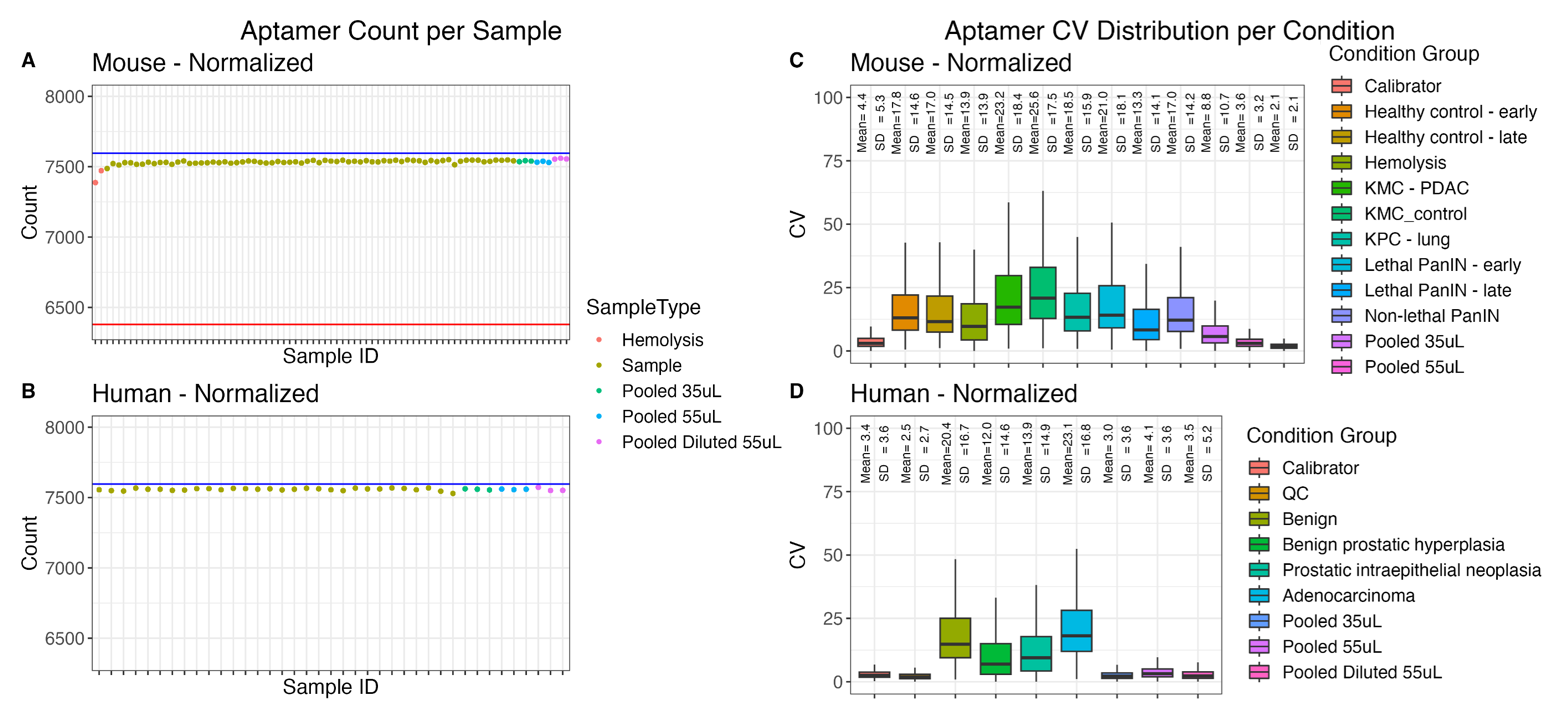 Aptamer Count per Sample
A
Mouse - Normalized
8000
7500
7000
6500
Count
Sample ID
B
Human - Normalized
8000
7500
7000
6500
Count
Sample ID
SampleType
Hemolysis
Sample
Pooled 35uL
Pooled 55uL
Pooled Diluted 55uL
Aptamer CV Distribution per Condition
C
Mouse - Normalized
100
75
50
25
0
CV
Mean= 4.4
SD = 5.3
Mean=17.8
SD =14.6
Mean=17.0
SD =14.5
Mean=13.9
SD =13.9
Mean=23.2
SD =18.4
Mean=25.6
SD =17.5
Mean=18.5
SD =15.9
Mean=21.0
SD =18.1
Mean=13.3
SD =14.1
Mean=17.0
SD =14.2
Mean= 8.8
SD =10.7
Mean= 3.6
SD = 3.2
Mean= 2.1
SD = 2.1
Condition Group
Calibrator
Healthy control - early
Healthy control - late
Hemolysis
KMC - PDAC
KMC_control
KPC - lung
Lethal PanIN - early
Lethal PanIN - late
Non-lethal PanIN
Pooled 35uL
Pooled 55uL
D
Human - Normalized
100
75
50
25
0
CV
Mean= 3.4
SD = 3.6
Mean= 2.5
SD = 2.7
Mean=20.4
SD =16.7
Mean=12.0
SD =14.6
Mean=13.9
SD =14.9
Mean=23.1
SD =16.8
Mean= 3.0
SD = 3.6
Mean= 4.1
SD = 3.6
Mean= 3.5
SD = 5.2
Condition Group
Calibrator
QC
Benign
Benign prostatic hyperplasia
Prostatic intraepithelial neoplasia
Adenocarcinoma
Pooled 35uL
Pooled 55uL
Pooled Diluted 55uL